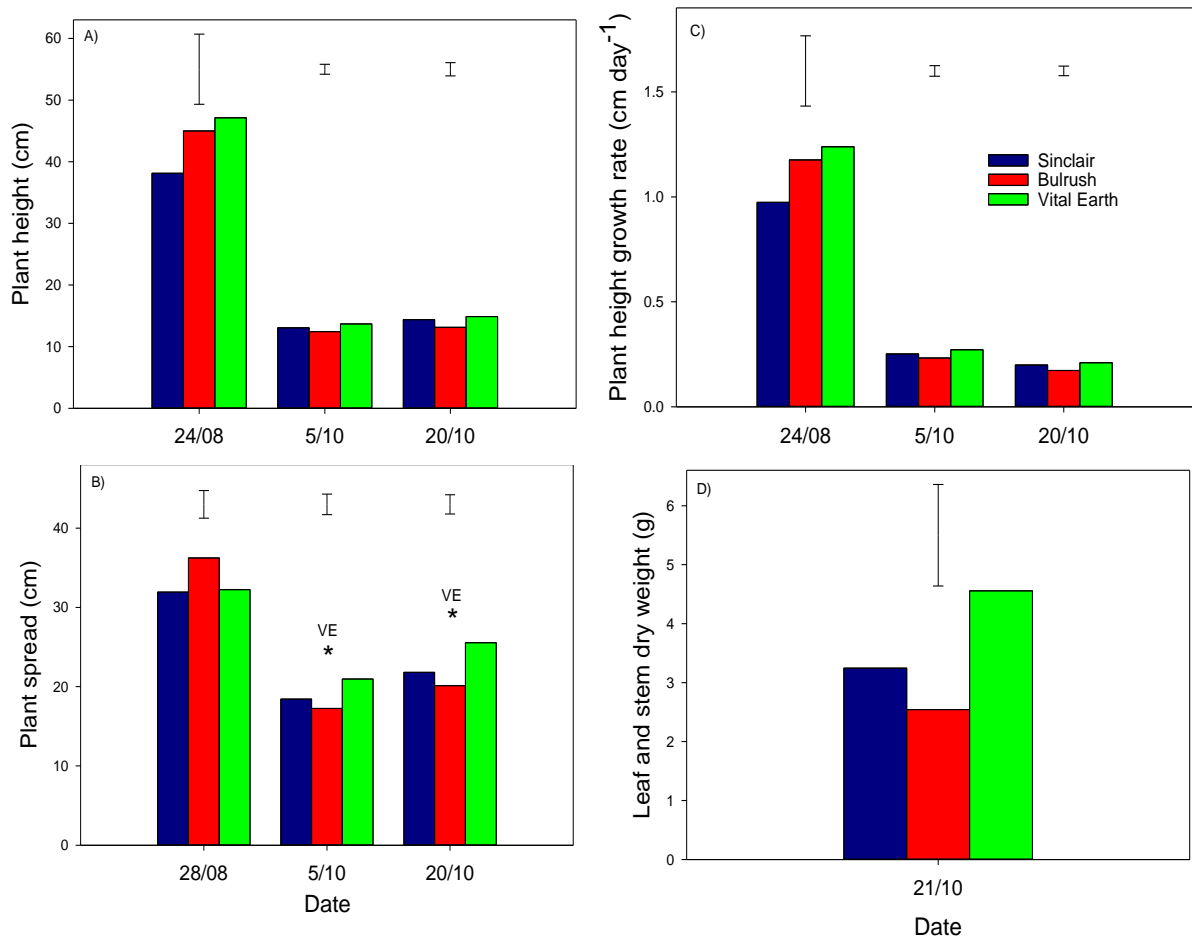 A)
Plant height (cm)
60
50
40
30
20
10
0
24/08
5/10
20/10
C)
Plant height growth rate (cm day-1)
1.5
1.0
0.5
0.0
Sinclair
Bulrush
Vital Earth
24/08
5/10
20/10
B)
Plant spread (cm)
40
30
20
10
0
VE
*
VE
*
28/08
5/10
20/10
Date
D)
Leaf and stem dry weight (g)
6
5
4
3
2
1
0
21/10
Date